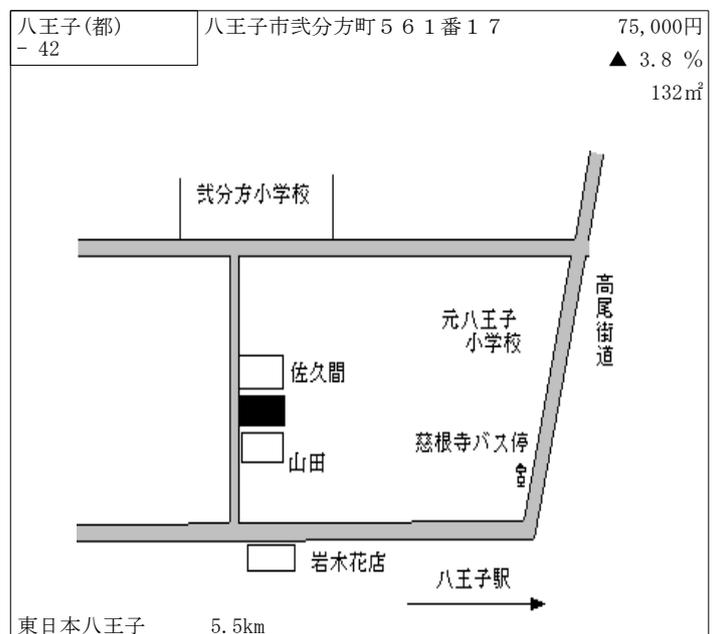 八王子(都)
- 42
八王子市弐分方町５６１番１７
75,000円
▲ 3.8 %
132㎡
弐分方小学校
高尾街道
元八王子
小学校
佐久間
慈根寺バス停
山田
岩木花店
八王子駅
東日本八王子 5.5km